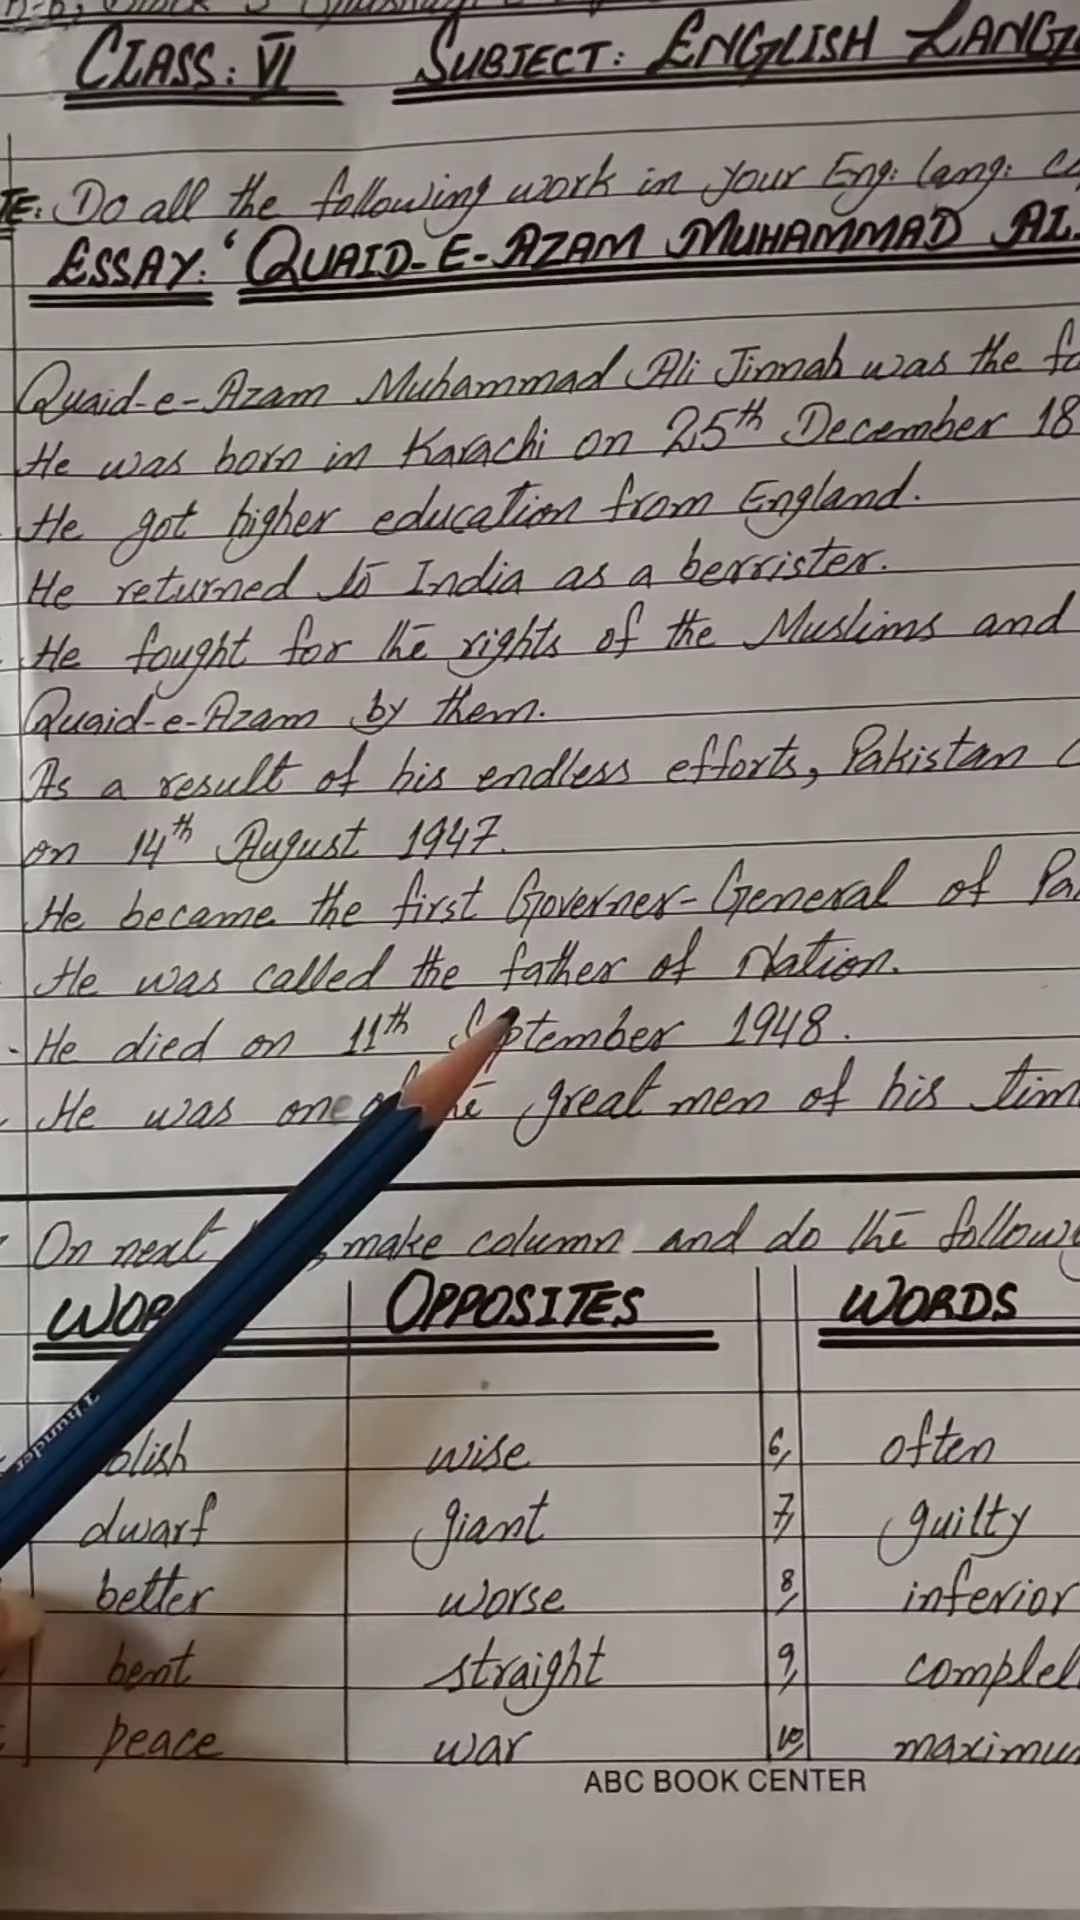 CLASS: VI SUBJECT: ENGLISH
Do all the following work in your Eng: lang:
ESSAY: 'QUAID-E-AZAM MUHAMMAD
Quaid-e-Azam Muhammad Ali Jinnah was the
He was born in Karachi on 25th December 18
He got higher education from England.
He returned to India as a berrister.
He fought for the rights of the Muslims and
Quaid-e-Azam by them.
As a result of his endless efforts, Pakistan
on 14th August 1947.
He became the first Governer-General of
He was called the father of Nation.
He died on 11th September 1948.
He was one great men of his
On next make column and do the
OPPOSITES WORDS
wise 6, often
dwarf giant 7, guilty
better worse 8, inferior
bent straight 9,
peace war 10,
ABC BOOK CENTER
Thunder